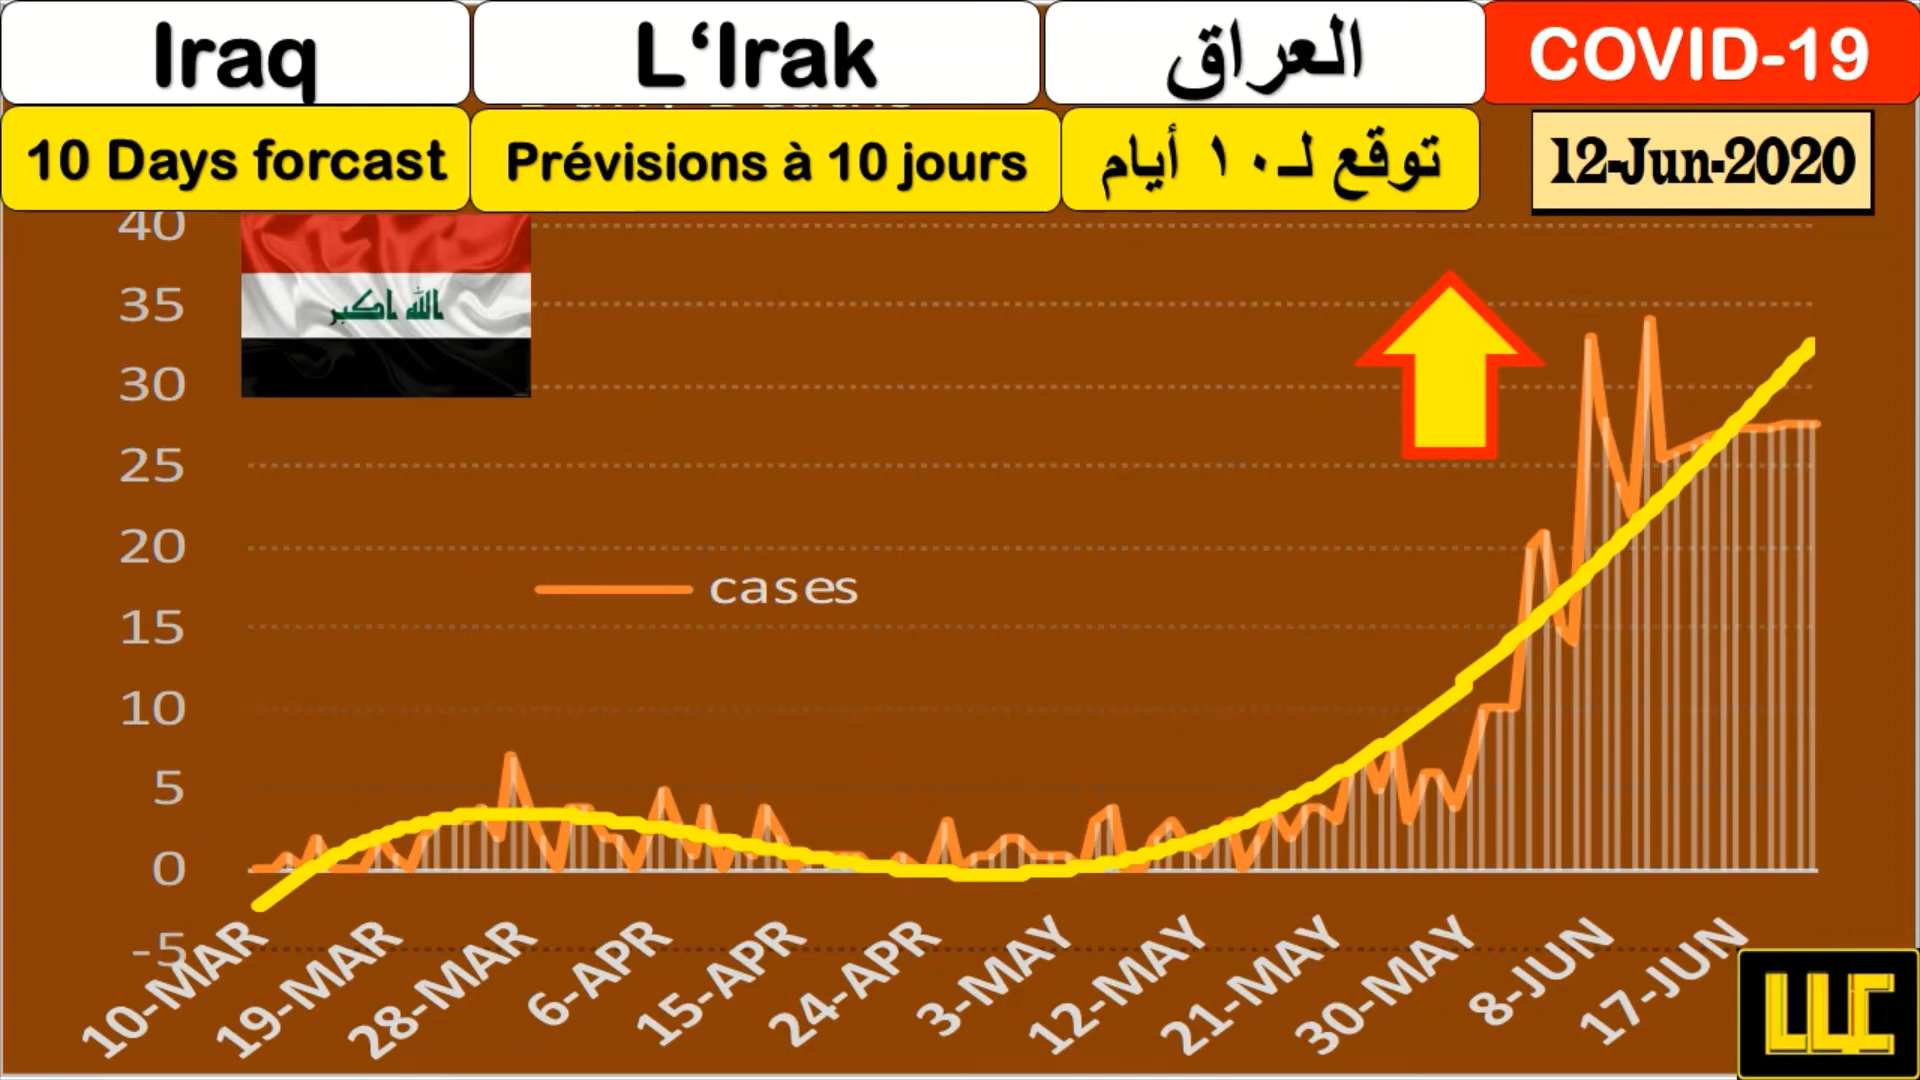 Iraq
L‘Irak
العراق
COVID-19
10 Days forcast
Prévisions à 10 jours
توقع لـ١٠ أيام
12-Jun-2020
الله اكبر
40
35
30
25
20
15
10
5
0
-5
cases
10-MAR
19-MAR
28-MAR
6-APR
15-APR
24-APR
3-MAY
12-MAY
21-MAY
30-MAY
8-JUN
17-JUN
LLC